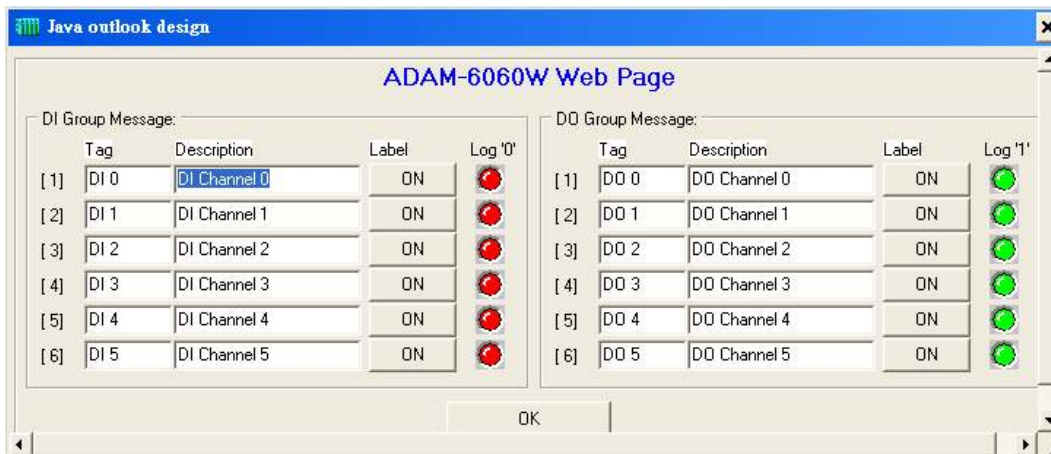 Java outlook design
ADAM-6060W Web Page
DI Group Message:
Tag Description Label Log '0'
[ 1] DI 0 DI Channel 0 ON
[ 2] DI 1 DI Channel 1 ON
[ 3] DI 2 DI Channel 2 ON
[ 4] DI 3 DI Channel 3 ON
[ 5] DI 4 DI Channel 4 ON
[ 6] DI 5 DI Channel 5 ON
DO Group Message:
Tag Description Label Log '1'
[ 1] DO 0 DO Channel 0 ON
[ 2] DO 1 DO Channel 1 ON
[ 3] DO 2 DO Channel 2 ON
[ 4] DO 3 DO Channel 3 ON
[ 5] DO 4 DO Channel 4 ON
[ 6] DO 5 DO Channel 5 ON
OK